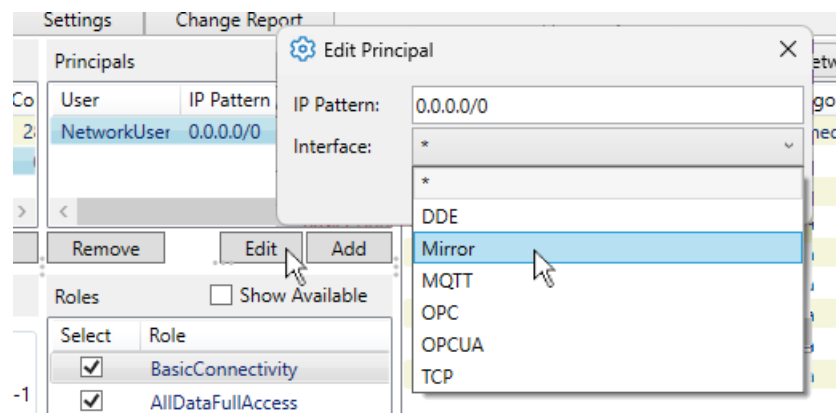 Settings
Change Report
Edit Principal
Principals
IP Pattern:
0.0.0.0/0
User
IP Pattern
NetworkUser
0.0.0.0/0
Interface:
*
*
DDE
Mirror
MQTT
OPC
OPCUA
TCP
Remove
Edit
Add
Roles
Show Available
Select
Role
BasicConnectivity
-1
AllDataFullAccess